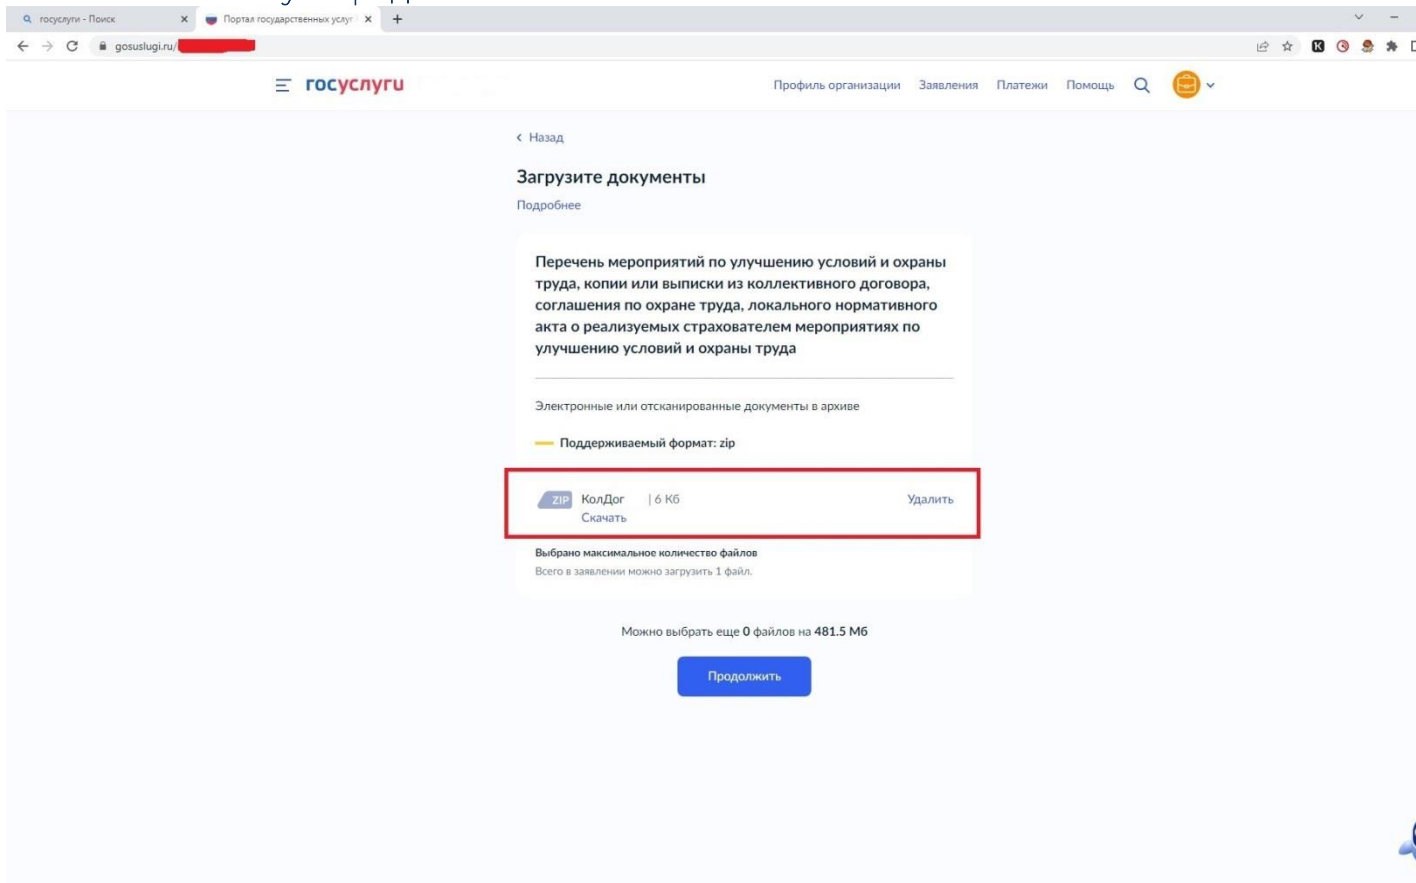 госуслуги - Поиск
Портал государственных услуг
gosuslugi.ru/
госуслуги
Профиль организации Заявления Платежи Помощь
Назад
Загрузите документы
Подробнее
Перечень мероприятий по улучшению условий и охраны
труда, копии или выписки из коллективного договора,
соглашения по охране труда, локального нормативного
акта о реализуемых страхователем мероприятиях по
улучшению условий и охраны труда
Электронные или отсканированные документы в архиве
Поддерживаемый формат: zip
ZIP КолДог | 6 Кб Удалить
Скачать
Выбрано максимальное количество файлов
Всего в заявлении можно загрузить 1 файл.
Можно выбрать еще 0 файлов на 481.5 Мб
Продолжить